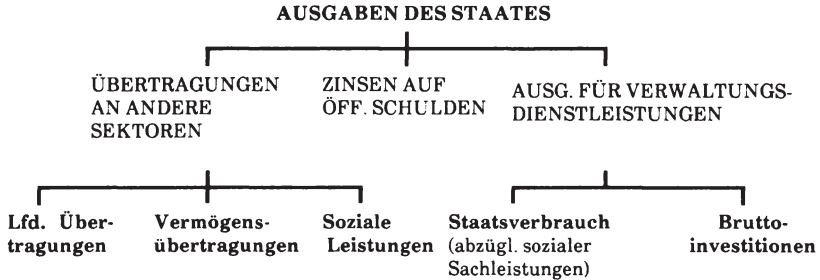 AUSGABEN DES STAATES
ÜBERTRAGUNGEN
AN ANDERE
SEKTOREN
ZINSEN AUF
ÖFF. SCHULDEN
AUSG. FÜR VERWALTUNGS-
DIENSTLEISTUNGEN
Lfd. Über-
tragungen
Vermögens-
übertragungen
Soziale
Leistungen
Staatsverbrauch
(abzügl. sozialer
Sachleistungen)
Brutto-
investitionen